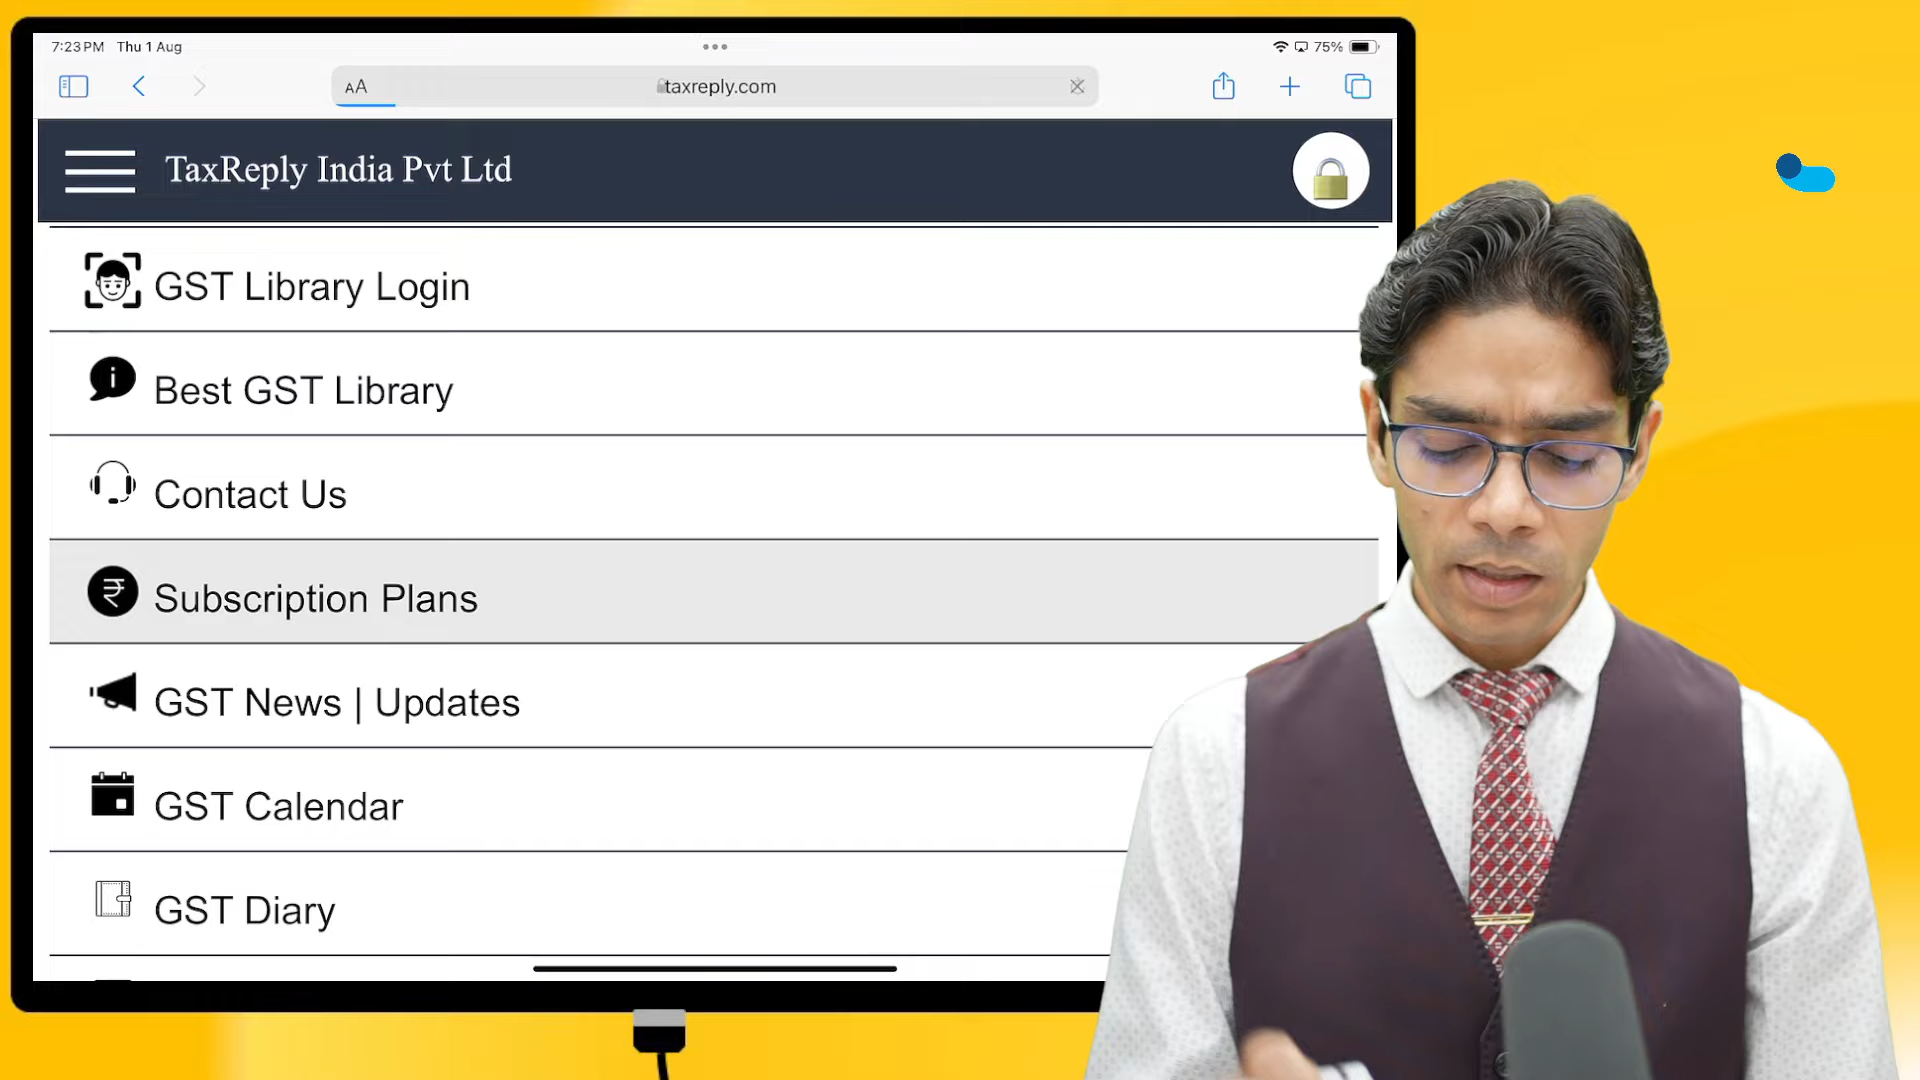 7:23 PM Thu 1 Aug
75%
AA
taxreply.com
TaxReply India Pvt Ltd
GST Library Login
Best GST Library
Contact Us
Subscription Plans
GST News | Updates
GST Calendar
GST Diary